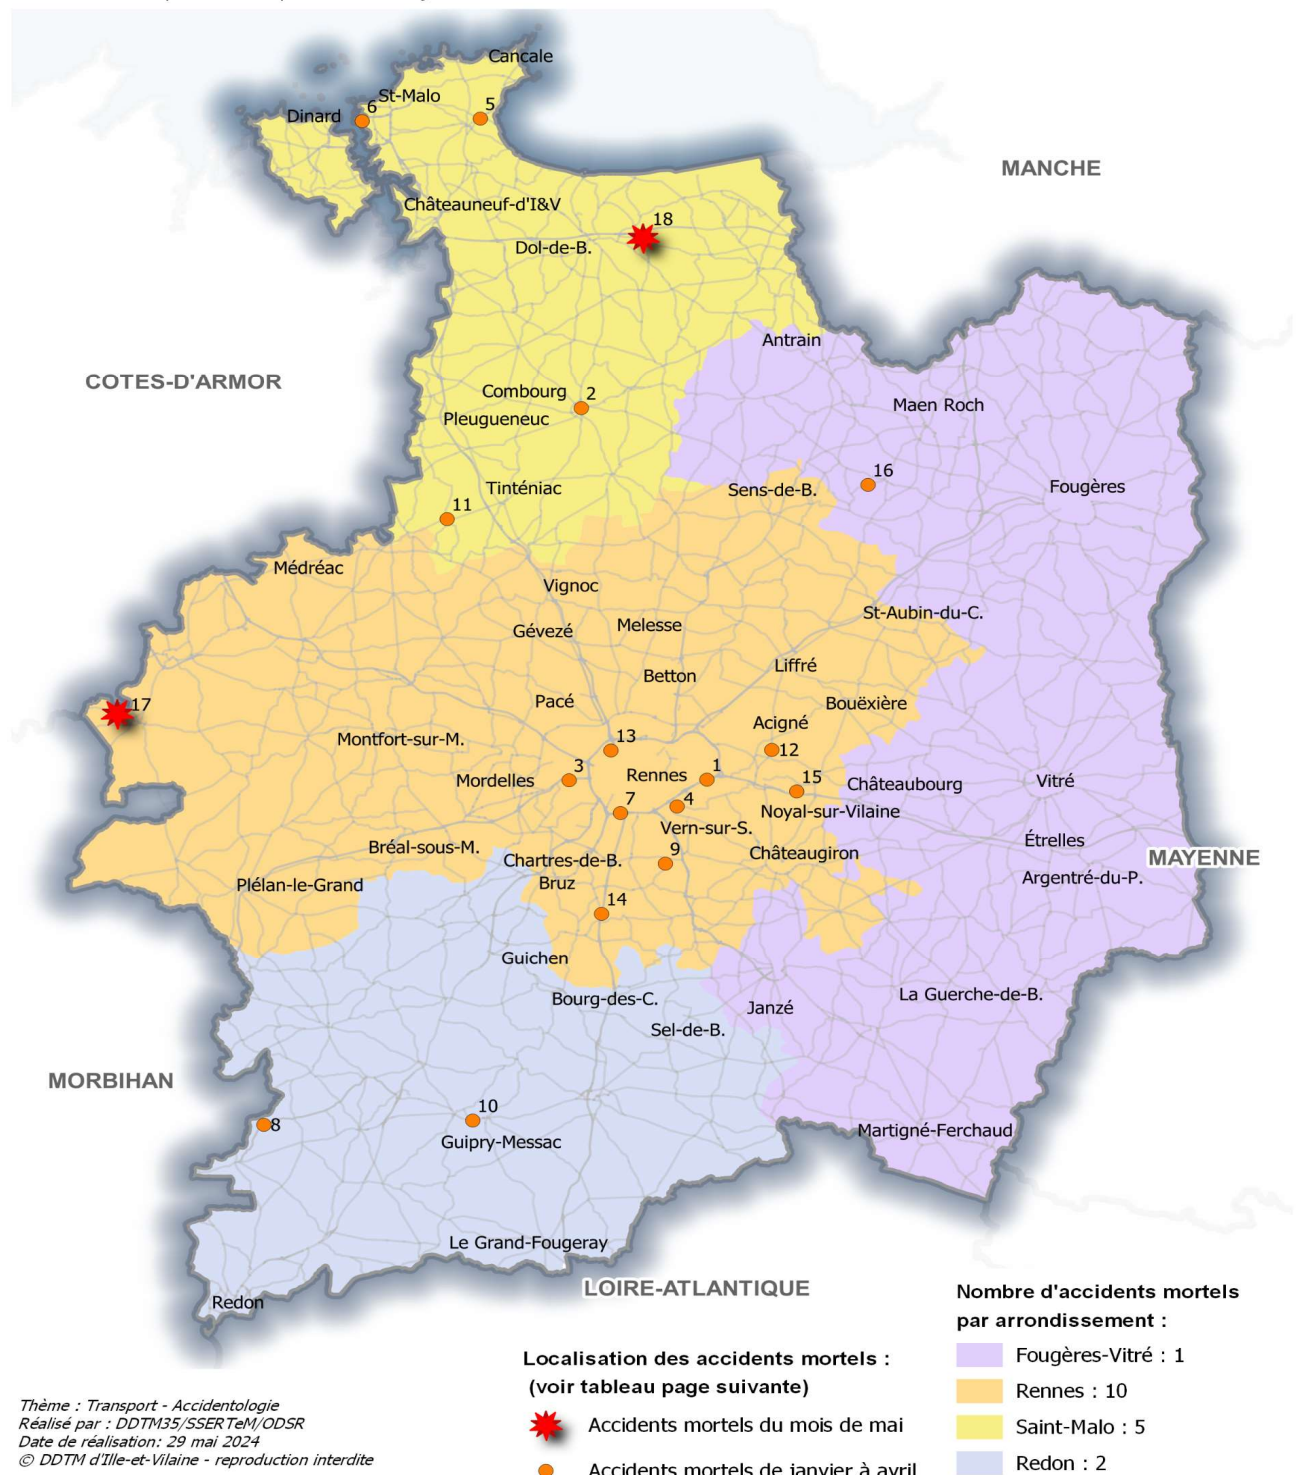 Cancale
St-Malo
6
5
Dinard
MANCHE
Châteauneuf-d'I&V
18
Dol-de-B.
Antrain
COTES-D'ARMOR
Combourg
2
Maen Roch
Pleugueneuc
16
Tinténiac
Sens-de-B.
Fougères
11
Médréac
Vignoc
St-Aubin-du-C.
Gévezé
Melesse
Liffré
Betton
Pacé
Bouëxière
17
Acigné
Montfort-sur-M.
13
12
Mordelles
3
Rennes
1
15
Châteaubourg
Vitré
7
4
Noyal-sur-Vilaine
Vern-sur-S.
Étrelles
Bréal-sous-M.
9
Châteaugiron
MAYENNE
Chartres-de-B.
Argentré-du-P.
Plélan-le-Grand
Bruz
14
Guichen
Bourg-des-C.
La Guerche-de-B.
Janzé
Sel-de-B.
MORBIHAN
10
8
Guipry-Messac
Martigné-Ferchaud
Le Grand-Fougeray
LOIRE-ATLANTIQUE
Redon
Nombre d'accidents mortels
par arrondissement :
Fougères-Vitré : 1
Rennes : 10
Saint-Malo : 5
Redon : 2
Localisation des accidents mortels :
(voir tableau page suivante)
Accidents mortels du mois de mai
Accidents mortels de janvier à avril
Thème : Transport - Accidentologie
Réalisé par : DDTM35/SSERTeM/ODSR
Date de réalisation: 29 mai 2024
© DDTM d'Ille-et-Vilaine - reproduction interdite